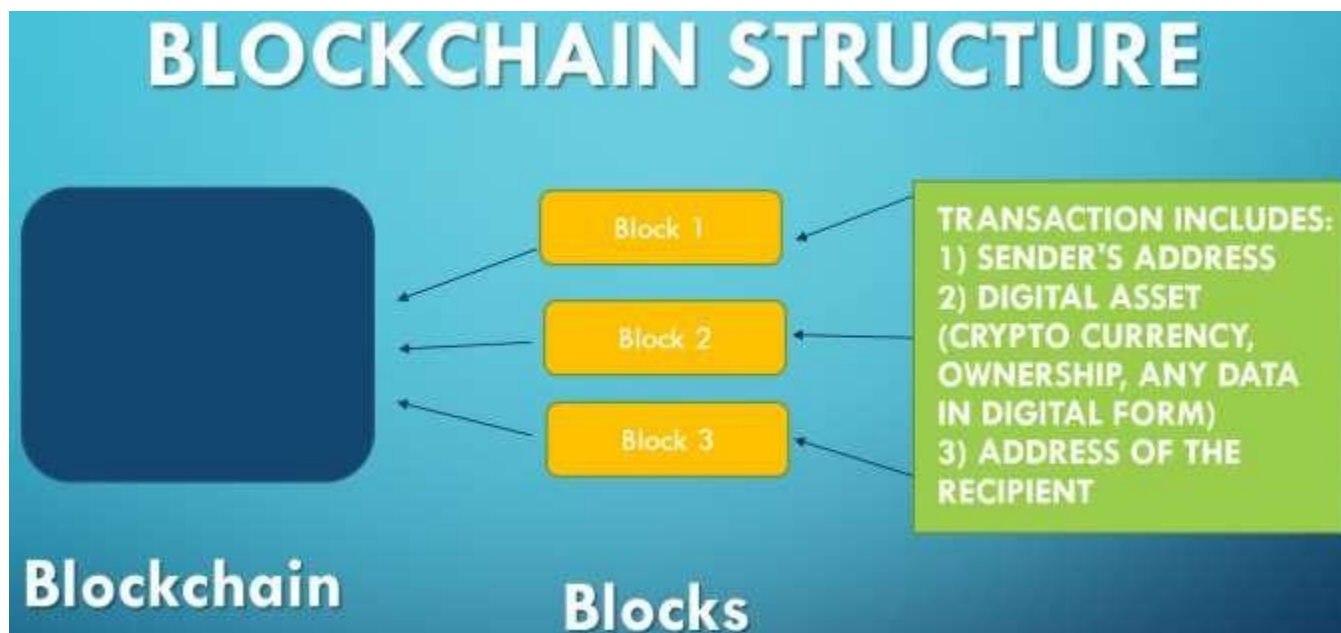 BLOCKCHAIN STRUCTURE
Block 1
Block 2
Block 3
TRANSACTION INCLUDES:
1) SENDER'S ADDRESS
2) DIGITAL ASSET
(CRYPTO CURRENCY,
OWNERSHIP, ANY DATA
IN DIGITAL FORM)
3) ADDRESS OF THE
RECIPIENT
Blockchain
Blocks